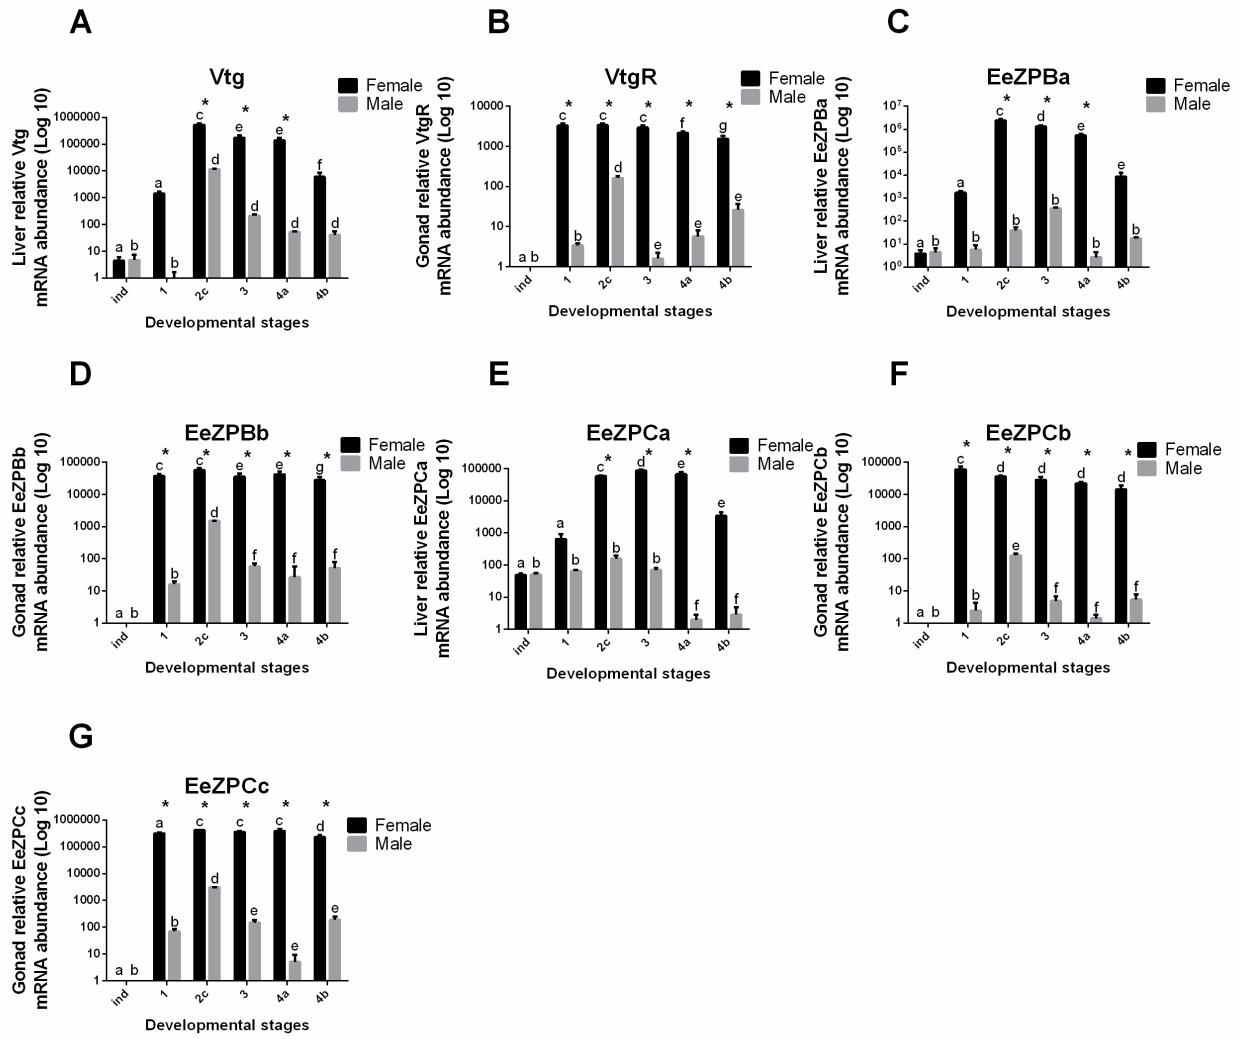 A
Vtg
Female
Male
Liver relative Vtg
mRNA abundance (Log 10)
1000000
100000
10000
1000
100
10
1
* * *
a b a b c d e d e d f d
ind 1 2c 3 4a 4b
Developmental stages
B
VtgR
Female
Male
Gonad relative VtgR
mRNA abundance (Log 10)
10000
1000
100
10
1
* * * * *
a b c b c d c e f e g e
ind 1 2c 3 4a 4b
Developmental stages
C
EeZPBa
Female
Male
Liver relative EeZPBa
mRNA abundance (Log 10)
10⁷
10⁶
10⁵
10⁴
10³
10²
10¹
10⁰
* * *
a b a b c b d b e b e b
ind 1 2c 3 4a 4b
Developmental stages
D
EeZPBb
Female
Male
Gonad relative EeZPBb
mRNA abundance (Log 10)
100000
10000
1000
100
10
1
* * * * *
a b c b c d e f e f g f
ind 1 2c 3 4a 4b
Developmental stages
E
EeZPCa
Female
Male
Liver relative EeZPCa
mRNA abundance (Log 10)
100000
10000
1000
100
10
1
* * *
a b a b c b d b e f e f
ind 1 2c 3 4a 4b
Developmental stages
F
EeZPCb
Female
Male
Gonad relative EeZPCb
mRNA abundance (Log 10)
100000
10000
1000
100
10
1
* * * * *
a b c b d e d f d f d f
ind 1 2c 3 4a 4b
Developmental stages
G
EeZPCc
Female
Male
Gonad relative EeZPCc
mRNA abundance (Log 10)
1000000
100000
10000
1000
100
10
1
* * * * *
a b a b c d c e c e d e
ind 1 2c 3 4a 4b
Developmental stages